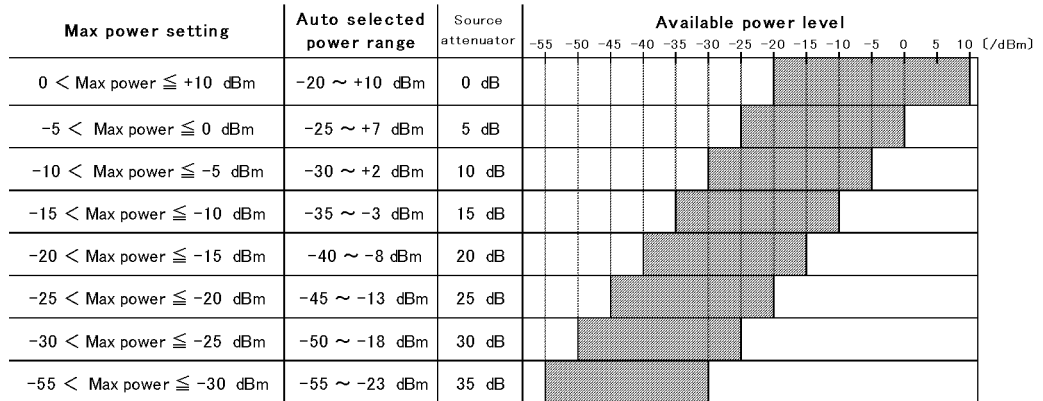 Max power setting
Auto selected
power range
Source
attenuator
Available power level
-55 -50 -45 -40 -35 -30 -25 -20 -15 -10 -5 0 5 10 (/dBm)
0 < Max power ≦ +10 dBm -20 ~ +10 dBm 0 dB
-5 < Max power ≦ 0 dBm -25 ~ +7 dBm 5 dB
-10 < Max power ≦ -5 dBm -30 ~ +2 dBm 10 dB
-15 < Max power ≦ -10 dBm -35 ~ -3 dBm 15 dB
-20 < Max power ≦ -15 dBm -40 ~ -8 dBm 20 dB
-25 < Max power ≦ -20 dBm -45 ~ -13 dBm 25 dB
-30 < Max power ≦ -25 dBm -50 ~ -18 dBm 30 dB
-55 < Max power ≦ -30 dBm -55 ~ -23 dBm 35 dB